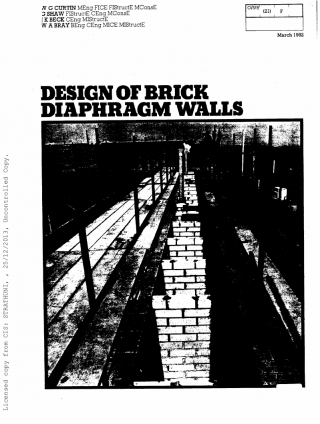 W G CURTIN MEng FICE FIStructE MConsE
G SHAW FIStructE CEng MConsE
J K BECK CEng MIStructE
W A BRAY BEng CEng MICE MIStructE
CI/SfB
(21) F
March 1982
DESIGN OF BRICK
DIAPHRAGM WALLS
Licensed copy from CIS: STRATHUNI, , 25/12/2013, Uncontrolled Copy.